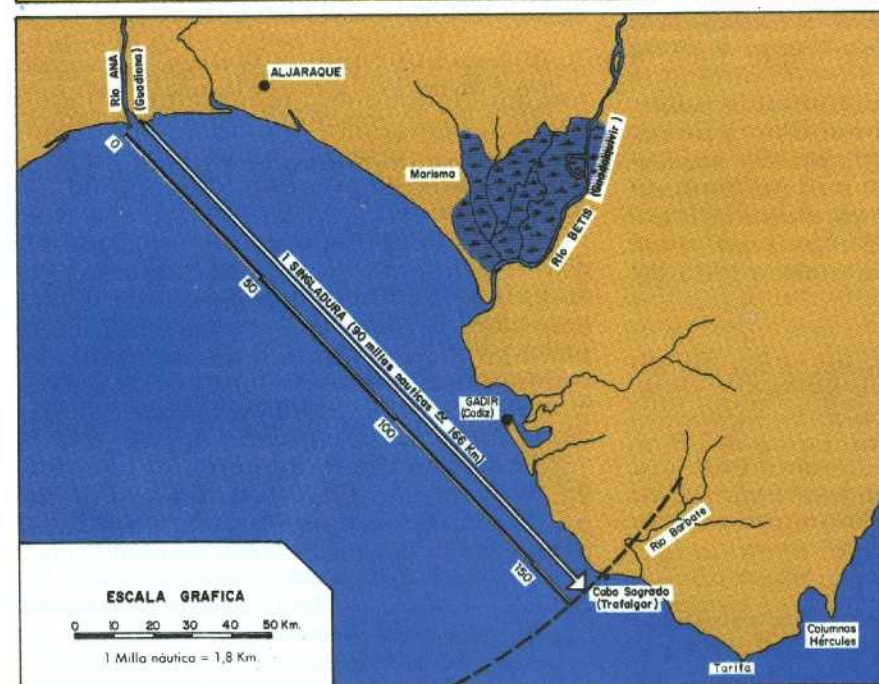 Río ANA
(Guadiana)
ALJARAQUE
Marisma
Río BETIS (Guadalquivir)
0
50
100
150
1 SINGLADURA (90 millas náuticas ≃ 166 Km)
GADIR
(Cadiz)
Río Barbate
Cabo Sagrado
(Trafalgar)
Columnas
Hércules
Tarifa
ESCALA GRAFICA
0 10 20 30 40 50 Km.
1 Milla náutica = 1,8 Km.